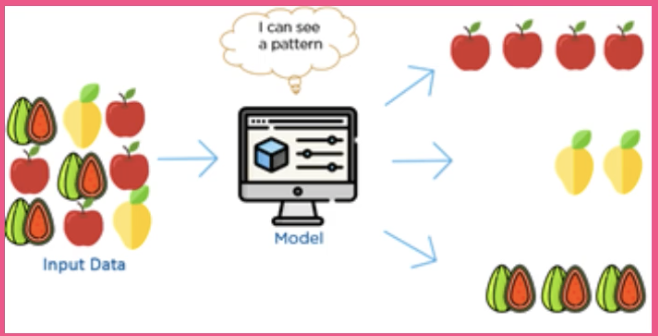 I can see
a pattern
Model
Input Data